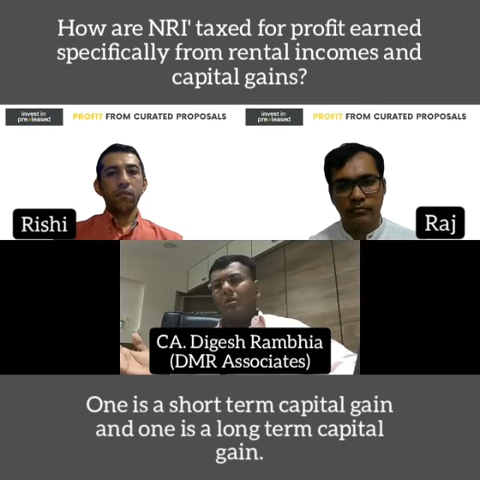 How are NRI' taxed for profit earned
specifically from rental incomes and
capital gains?
invest in
pre>leased
PROFIT FROM CURATED PROPOSALS
invest in
pre>leased
PROFIT FROM CURATED PROPOSALS
Rishi
Raj
CA. Digesh Rambhia
(DMR Associates)
One is a short term capital gain
and one is a long term capital
gain.